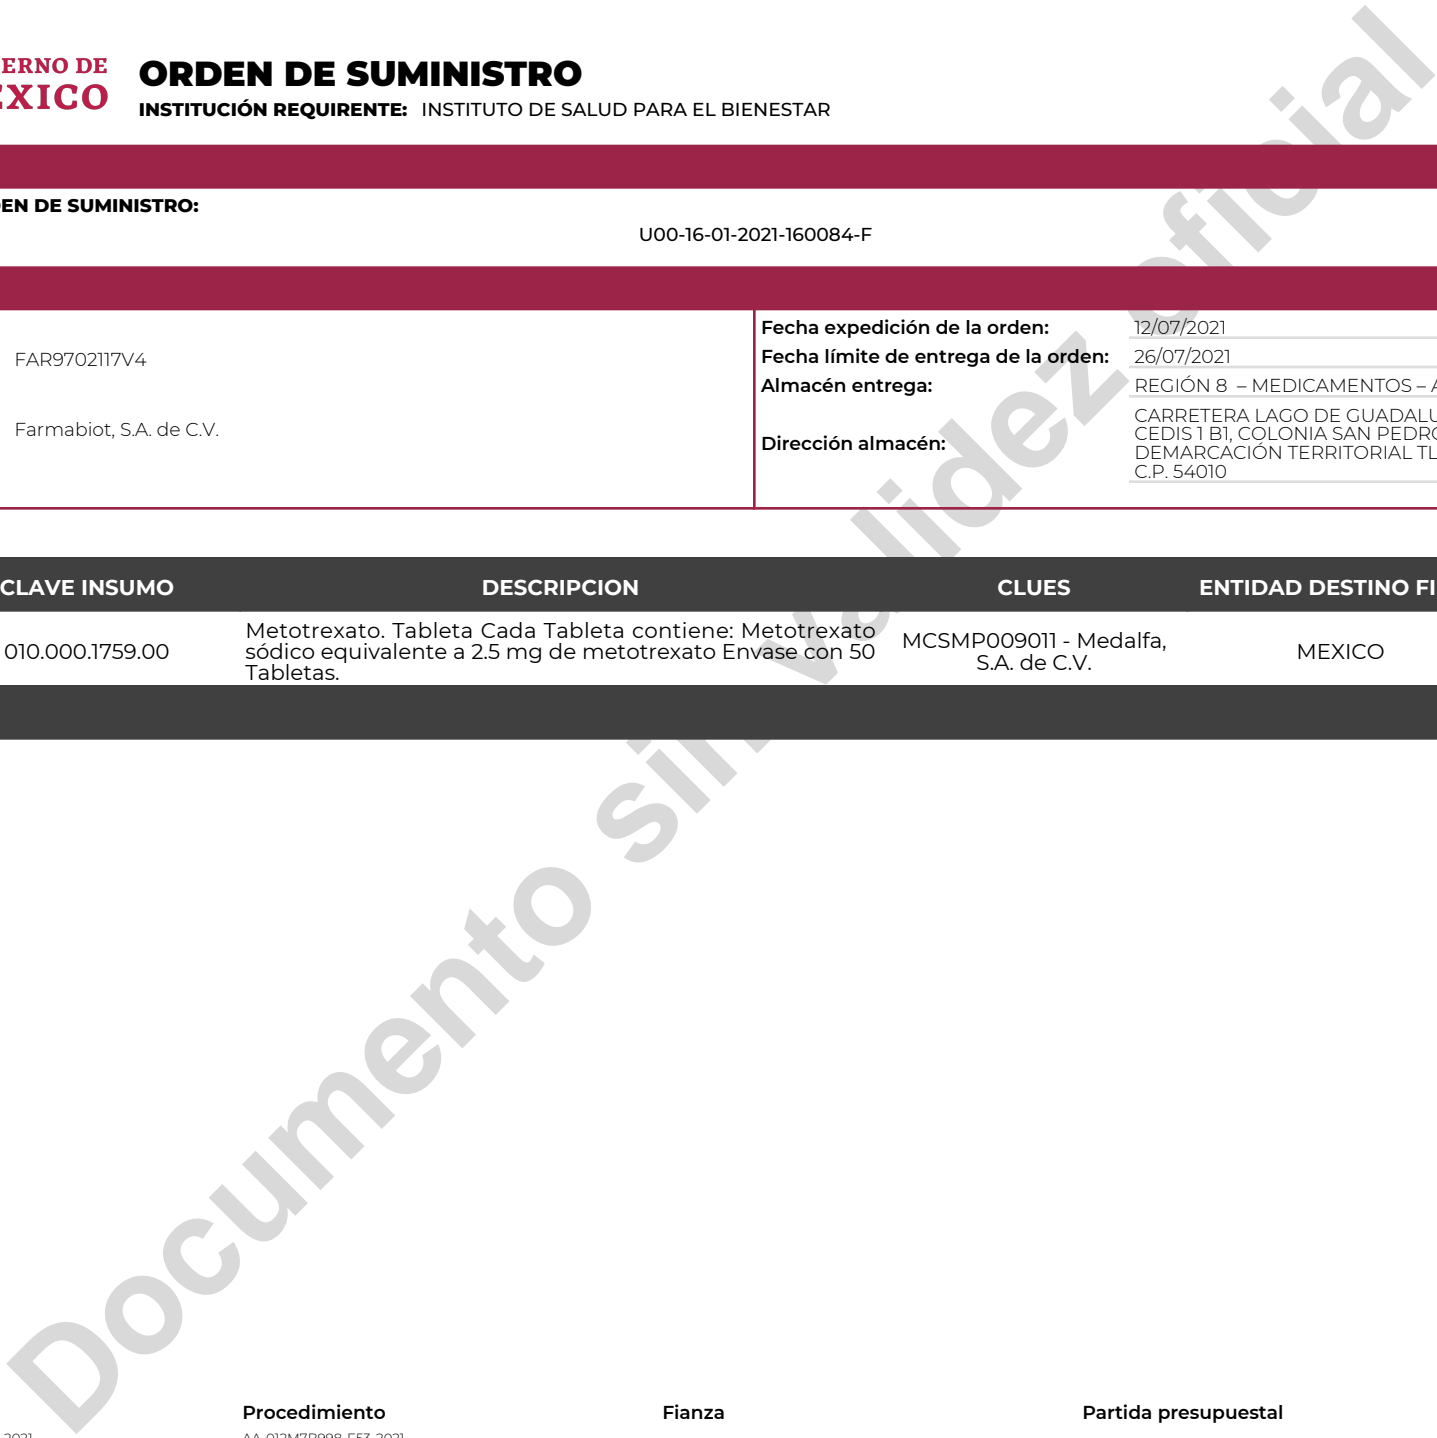 ERNO DE
EXICO
ORDEN DE SUMINISTRO
INSTITUCIÓN REQUIRENTE: INSTITUTO DE SALUD PARA EL BIENESTAR
EN DE SUMINISTRO:
U00-16-01-2021-160084-F
FAR9702117V4
Farmabiot, S.A. de C.V.
Fecha expedición de la orden: 12/07/2021
Fecha límite de entrega de la orden: 26/07/2021
Almacén entrega: REGIÓN 8 – MEDICAMENTOS – A
Dirección almacén:
CARRETERA LAGO DE GUADALU
CEDIS 1 B1, COLONIA SAN PEDRO
DEMARCACIÓN TERRITORIAL TL
C.P. 54010
CLAVE INSUMO DESCRIPCION CLUES ENTIDAD DESTINO FI
010.000.1759.00
Metotrexato. Tableta Cada Tableta contiene: Metotrexato
sódico equivalente a 2.5 mg de metotrexato Envase con 50
Tabletas.
MCSMP009011 - Medalfa,
S.A. de C.V.
MEXICO
Documento sin validez oficial
Procedimiento Fianza Partida presupuestal